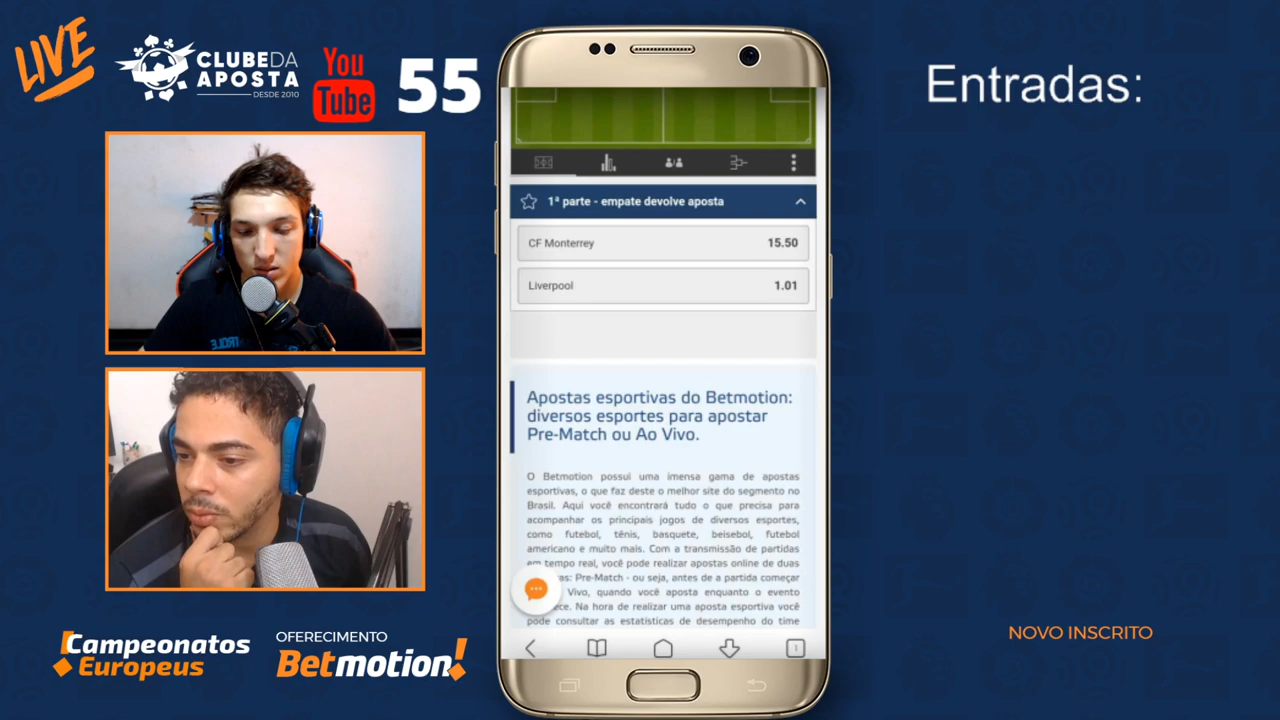 LIVE
CLUBE DA
APOSTA
DESDE 2010
You
Tube
55
Entradas:
1ª parte - empate devolve aposta
CF Monterrey 15.50
Liverpool 1.01
Apostas esportivas do Betmotion:
diversos esportes para apostar
Pre-Match ou Ao Vivo.
O Betmotion possui uma imensa gama de apostas
esportivas, o que faz deste o melhor site do segmento no
Brasil. Aqui você encontrará tudo o que precisa para
acompanhar os principais jogos de diversos esportes,
como futebol, tênis, basquete, beisebol, futebol
americano e muito mais. Com a transmissão de partidas
em tempo real, você pode realizar apostas online de duas
as: Pre-Match - ou seja, antes de a partida começar
Vivo, quando você aposta enquanto o evento
ece. Na hora de realizar uma aposta esportiva você
pode consultar as estatísticas de desempenho do time
1
Campeonatos
Europeus
OFERECIMENTO
Betmotion!
NOVO INSCRITO